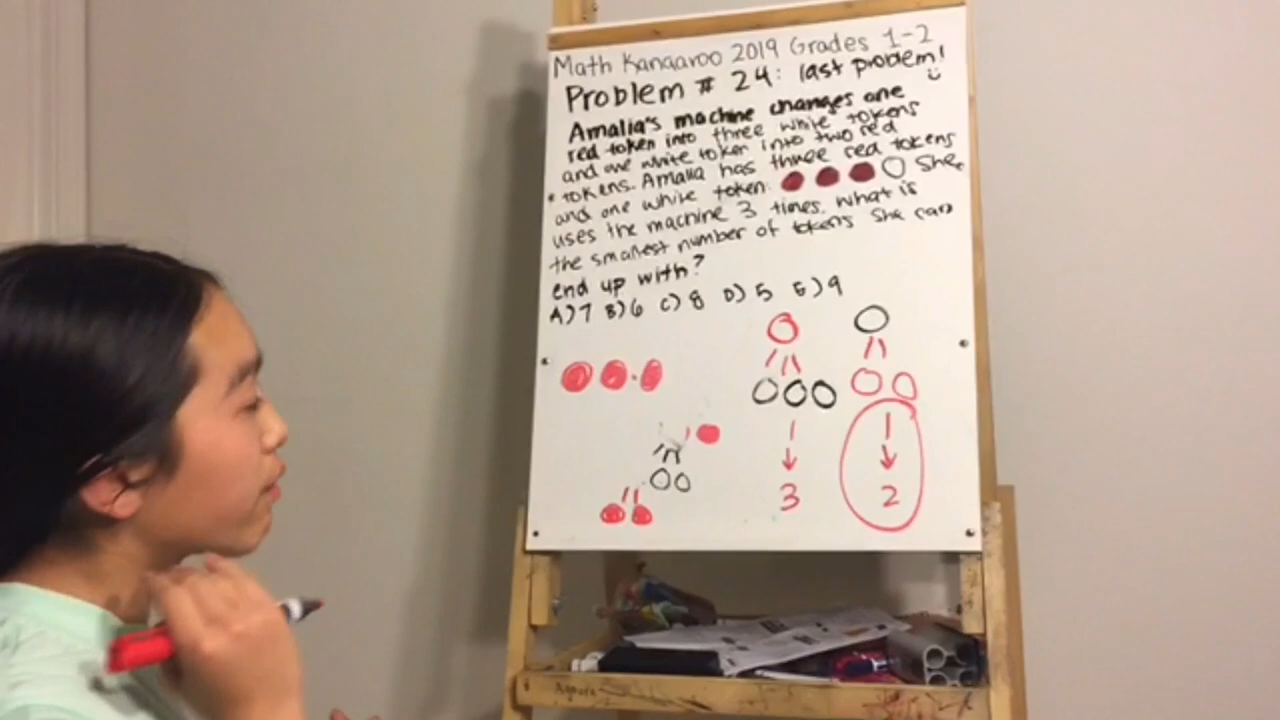 Math Kangaroo 2019 Grades 1-2
Problem # 24: last problem!
Amalia's machine changes one
red token into three white tokens
and one white token into two red
tokens. Amalia has three red tokens
and one white token. She
uses the machine 3 times. What is
the smallest number of tokens she can
end up with?
A) 7 B) 6 C) 8 D) 5 E) 9
3 2